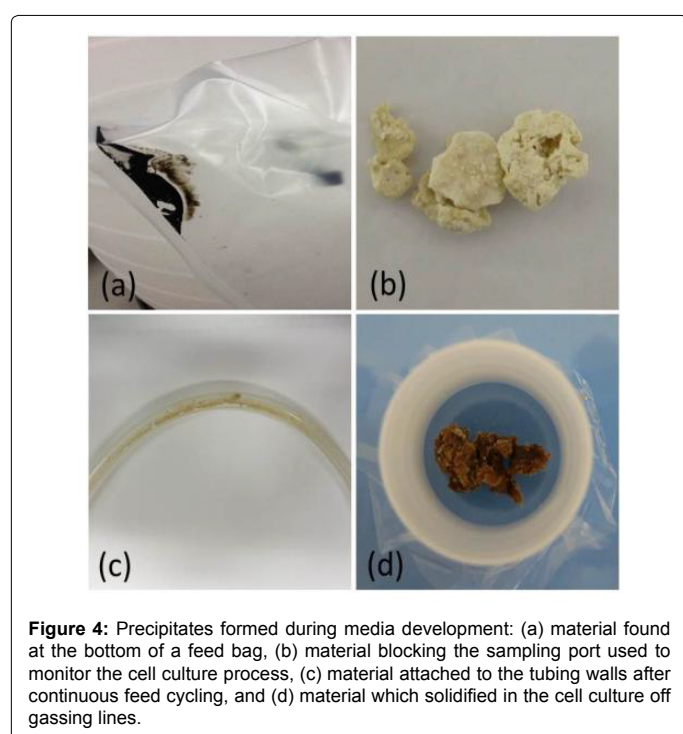 (a)
(b)
(c)
(d)
Figure 4: Precipitates formed during media development: (a) material found
at the bottom of a feed bag, (b) material blocking the sampling port used to
monitor the cell culture process, (c) material attached to the tubing walls after
continuous feed cycling, and (d) material which solidified in the cell culture off
gassing lines.